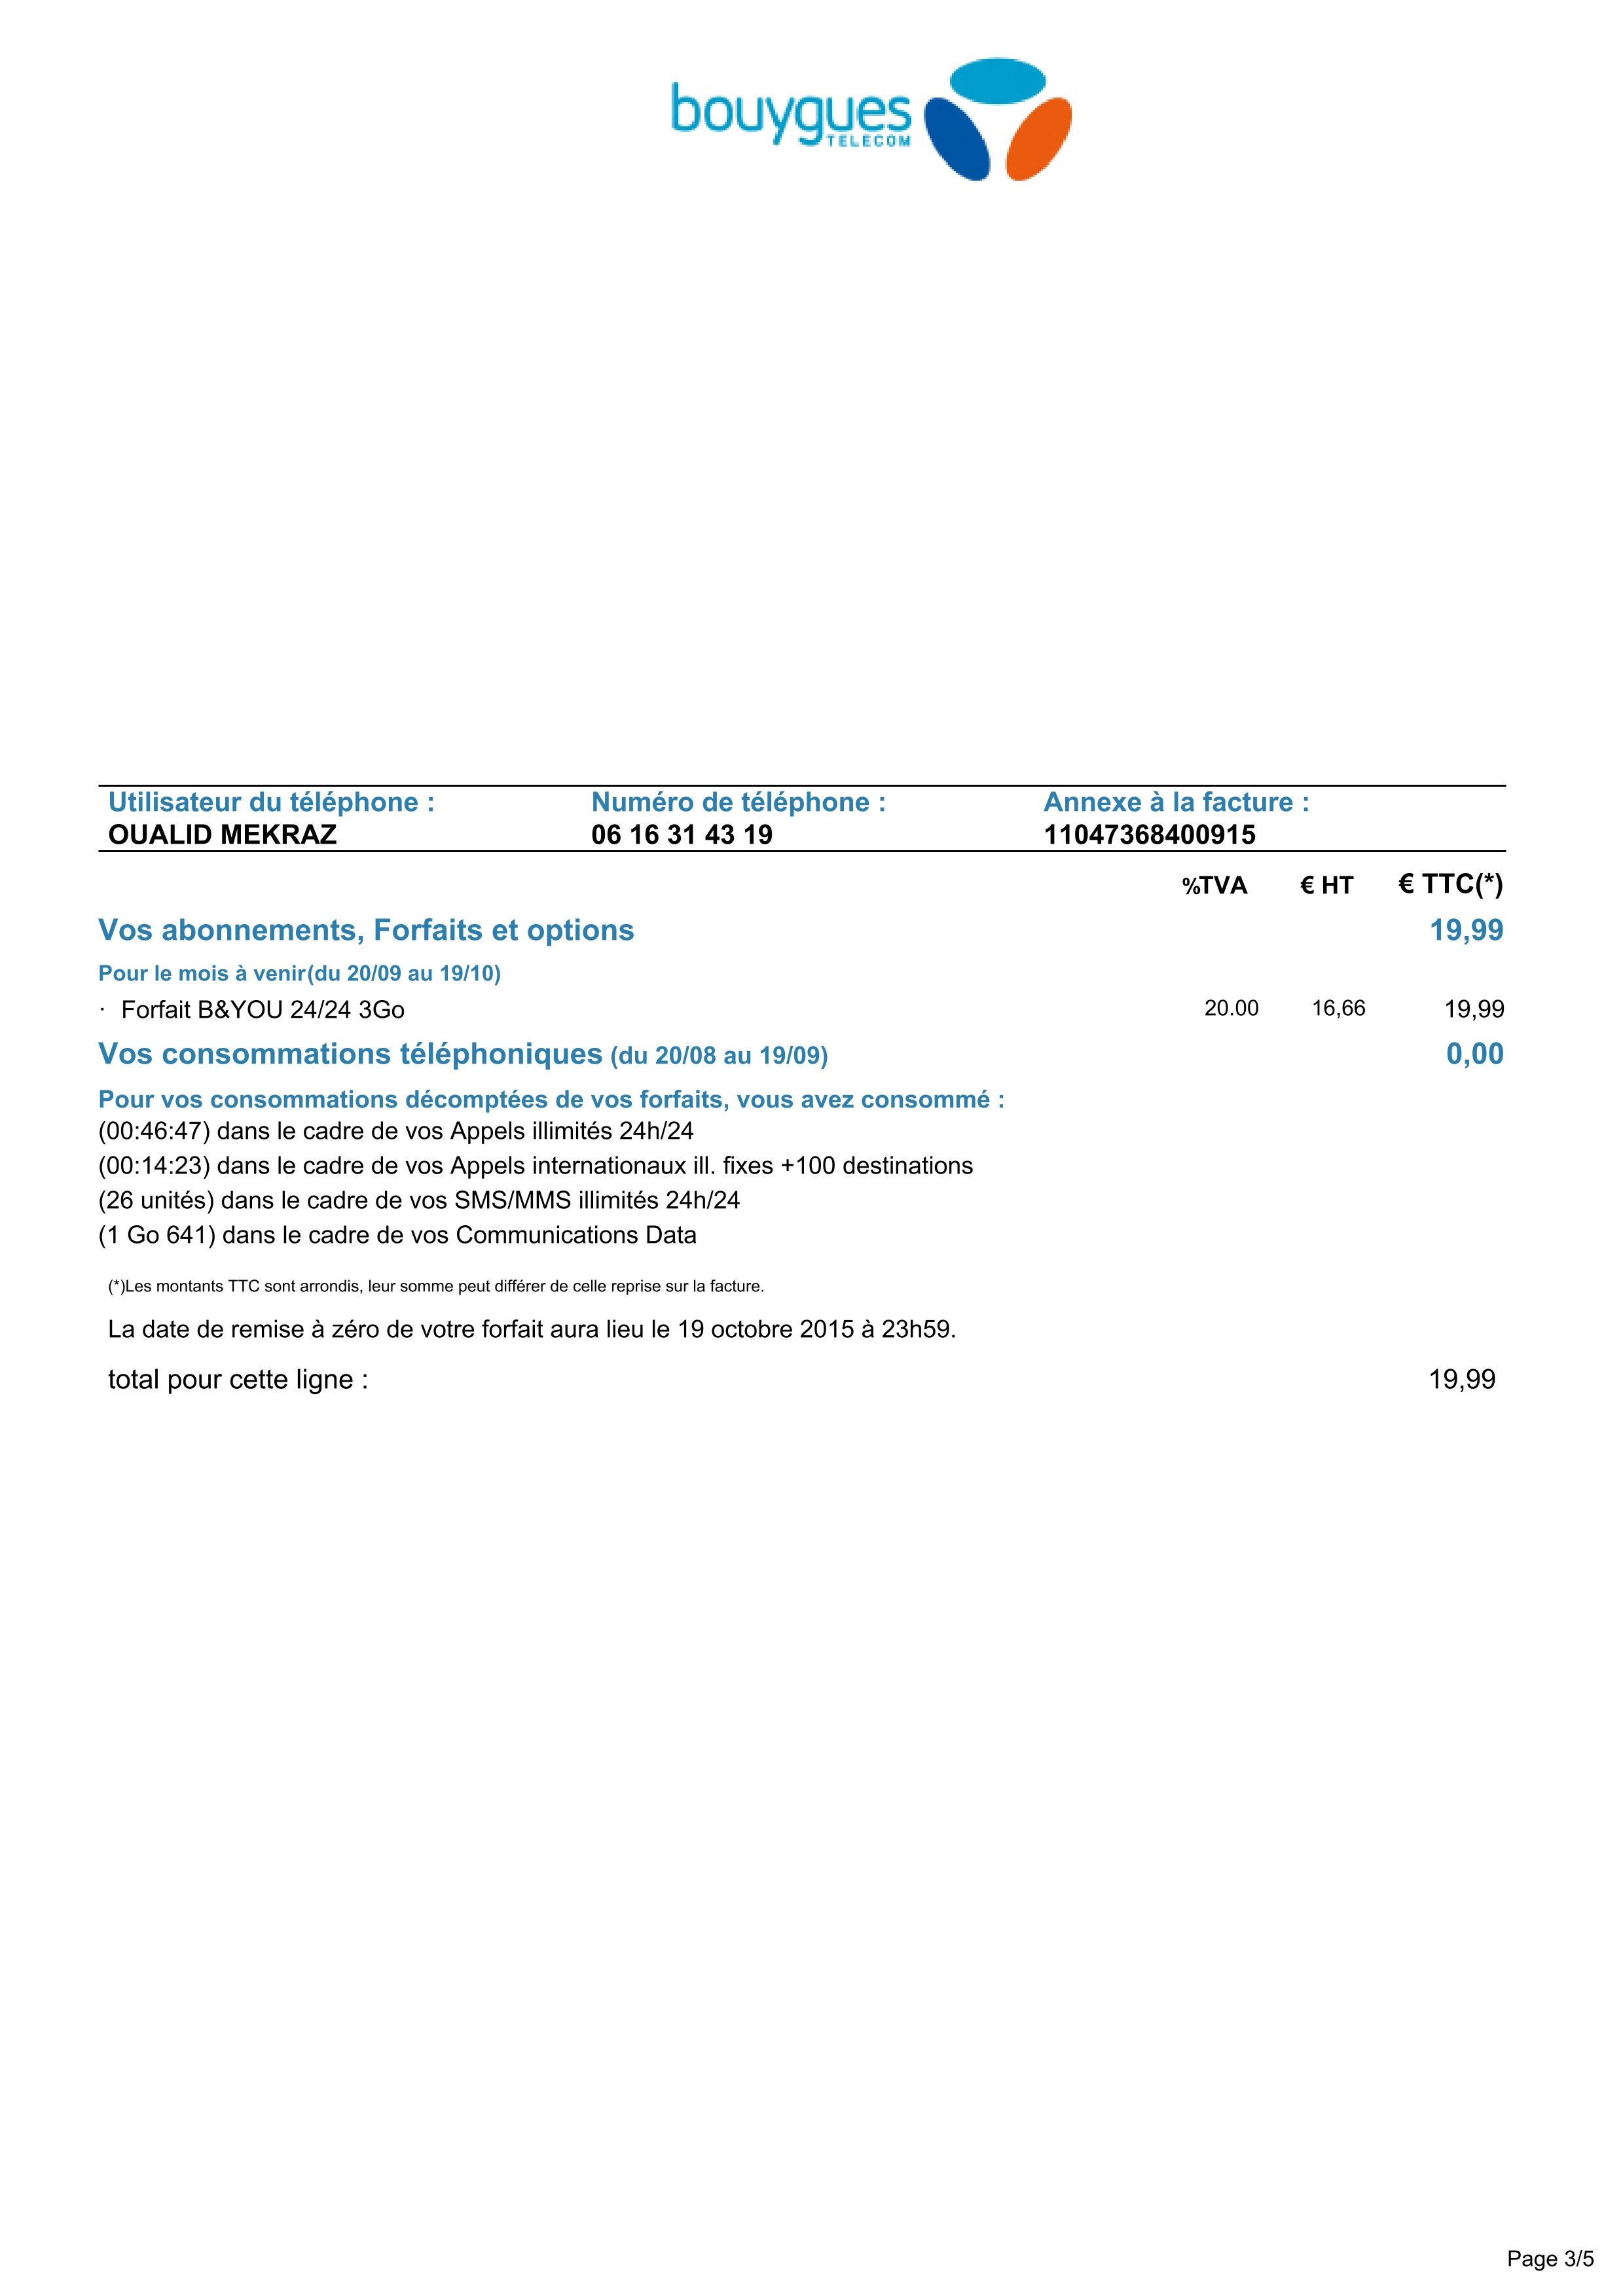 bouygues
TELECOM
Utilisateur du téléphone : Numéro de téléphone : Annexe à la facture :
OUALID MEKRAZ 06 16 31 43 19 11047368400915
%TVA € HT € TTC(*)
Vos abonnements, Forfaits et options 19,99
Pour le mois à venir(du 20/09 au 19/10)
· Forfait B&YOU 24/24 3Go 20.00 16,66 19,99
Vos consommations téléphoniques (du 20/08 au 19/09) 0,00
Pour vos consommations décomptées de vos forfaits, vous avez consommé :
(00:46:47) dans le cadre de vos Appels illimités 24h/24
(00:14:23) dans le cadre de vos Appels internationaux ill. fixes +100 destinations
(26 unités) dans le cadre de vos SMS/MMS illimités 24h/24
(1 Go 641) dans le cadre de vos Communications Data
(*)Les montants TTC sont arrondis, leur somme peut différer de celle reprise sur la facture.
La date de remise à zéro de votre forfait aura lieu le 19 octobre 2015 à 23h59.
total pour cette ligne : 19,99
Page 3/5